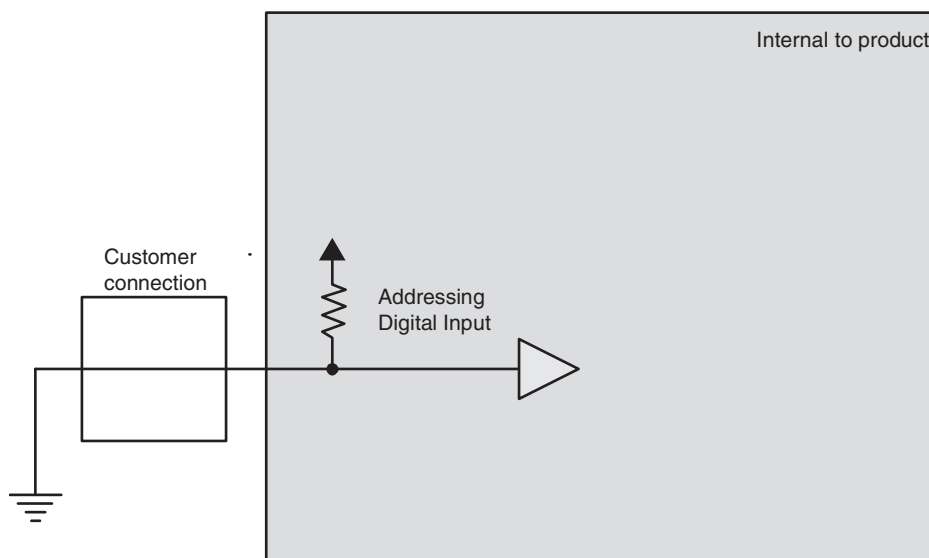 Internal to product
Customer
connection
Addressing
Digital Input